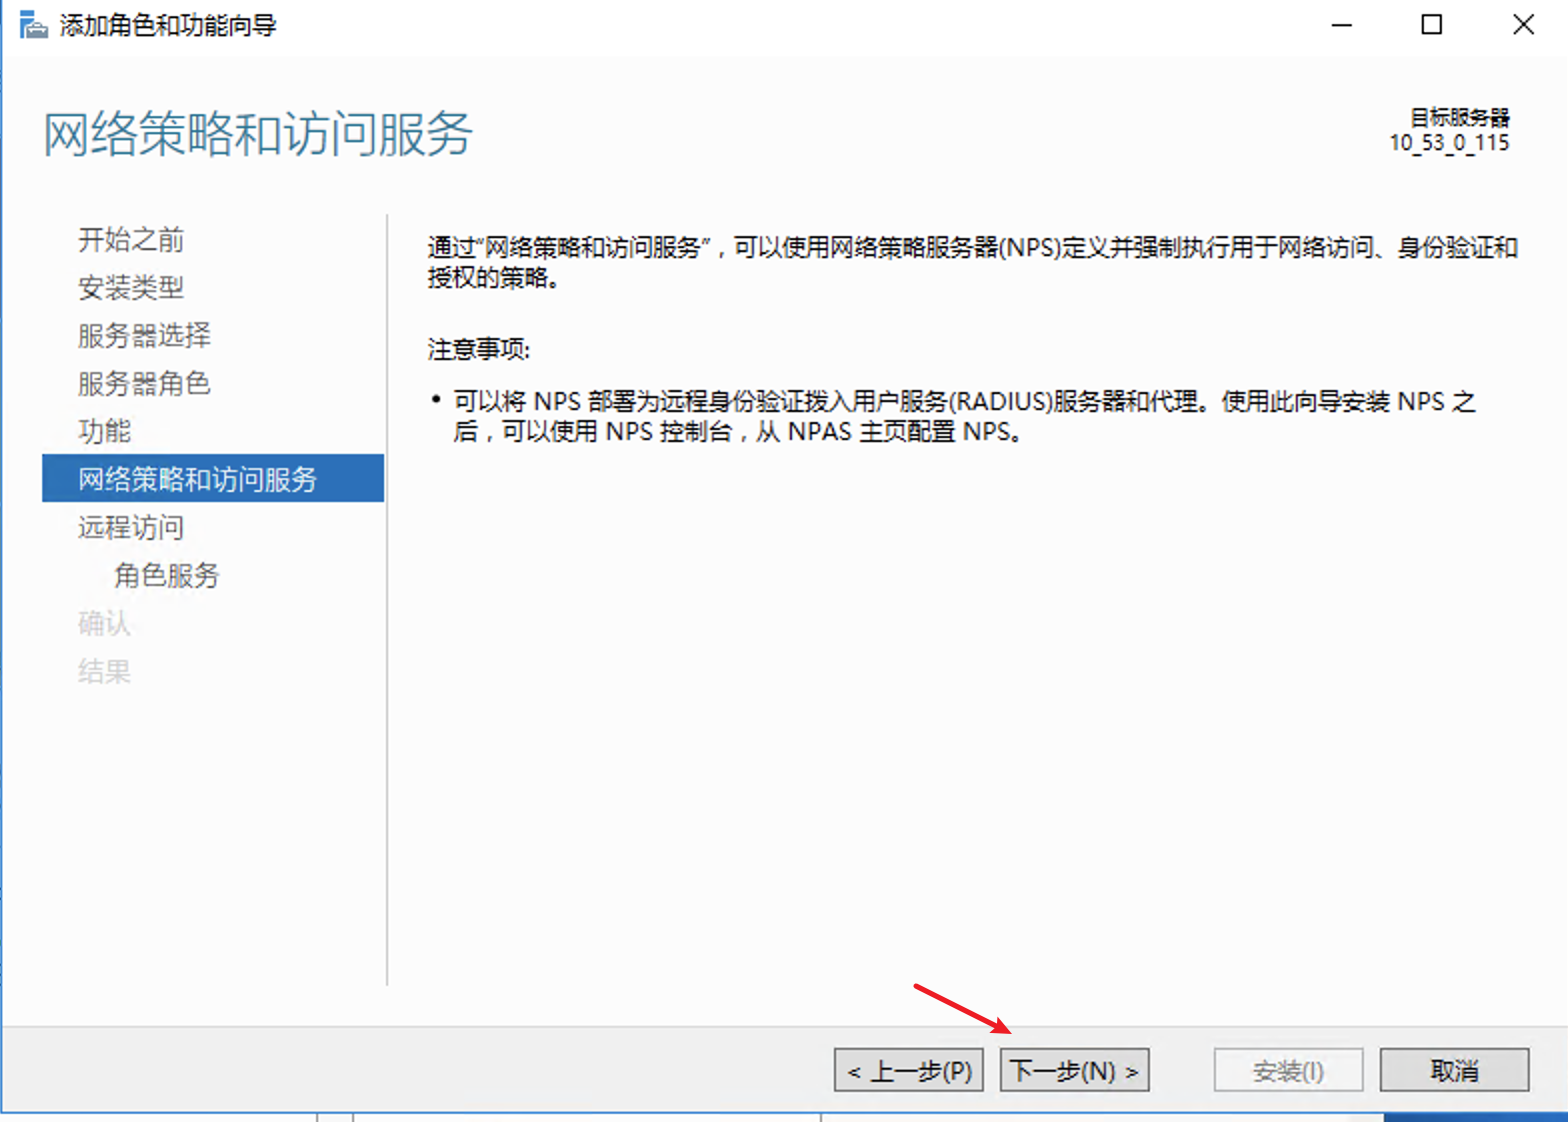 添加角色和功能向导
网络策略和访问服务
目标服务器
10_53_0_115
开始之前
安装类型
服务器选择
服务器角色
功能
网络策略和访问服务
远程访问
角色服务
确认
结果
通过“网络策略和访问服务”，可以使用网络策略服务器(NPS)定义并强制执行用于网络访问、身份验证和
授权的策略。
注意事项:
• 可以将 NPS 部署为远程身份验证拨入用户服务(RADIUS)服务器和代理。使用此向导安装 NPS 之
后，可以使用 NPS 控制台，从 NPAS 主页配置 NPS。
< 上一步(P)
下一步(N) >
安装(I)
取消